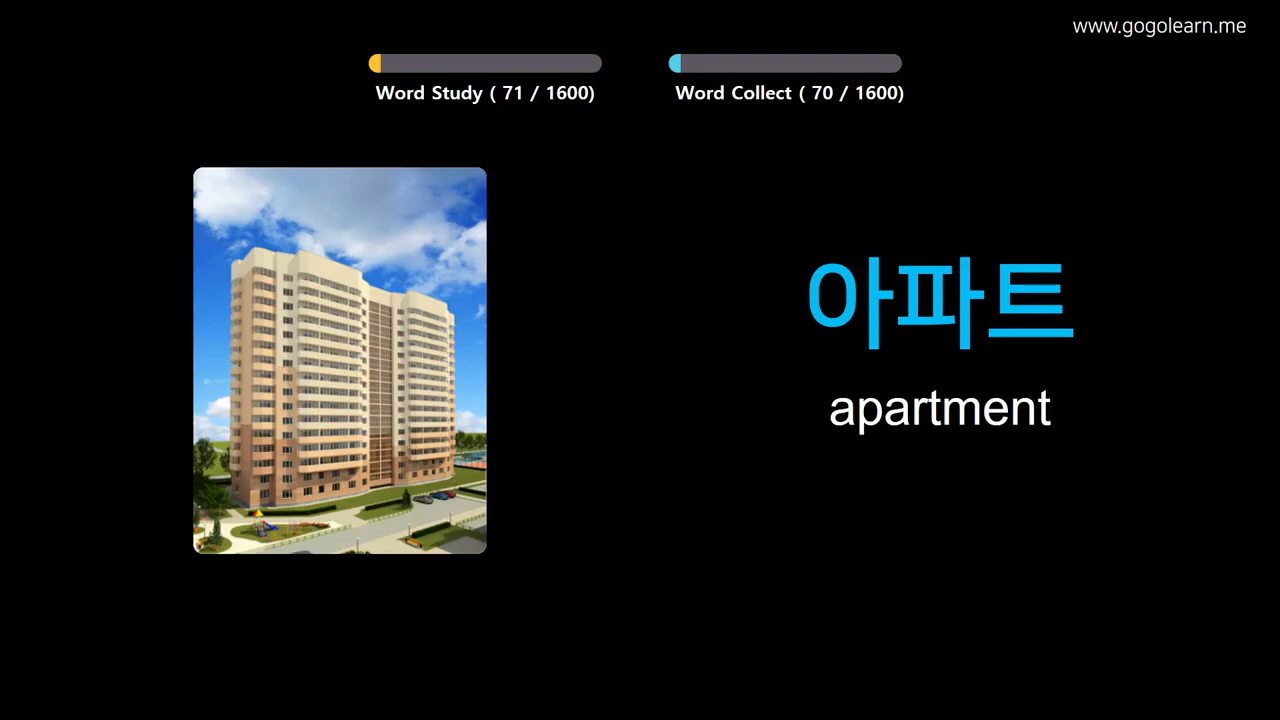 www.gogolearn.me
Word Study ( 71 / 1600)
Word Collect ( 70 / 1600)
아파트
apartment